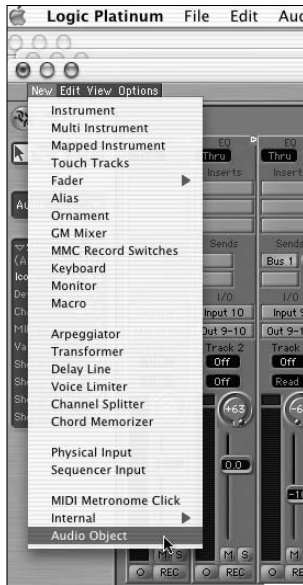 Logic Platinum File Edit Au
New Edit View Options
Instrument
Multi Instrument
Mapped Instrument
Touch Tracks
Fader
Alias
Ornament
GM Mixer
MMC Record Switches
Keyboard
Monitor
Macro
Arpeggiator
Transformer
Delay Line
Voice Limiter
Channel Splitter
Chord Memorizer
Physical Input
Sequencer Input
MIDI Metronome Click
Internal
Audio Object
EQ EQ
Thru Thru
Inserts Inserts
Sends Sends
Bus 1
I/O I/O
Input 10 Input
Out 9-10 Out 9-10
Track 2 Track
Off Off
Off Read
+63
0.0
M S M S
REC REC